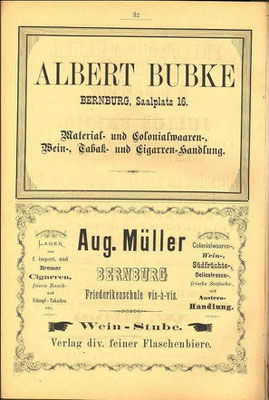 32
ALBERT BUBKE
BERNBURG, Saalplatz 16.
Material- und Colonialwaaren-,
Wein-, Tabak- und Cigarren-Handlung.
LAGER
von
f. import. und
Bremer
Cigarren,
feinen Rauch-
und
Schnupf-Tabaken
etc.
Aug. Müller
BERNBURG
Friederikenschule vis-à-vis.
Colonialwaaren-,
Wein-,
Südfrüchte-,
Delicatessen-,
frische Seefische-
und
Austern-
Handlung.
Wein-Stube.
Verlag div. feiner Flaschenbiere.